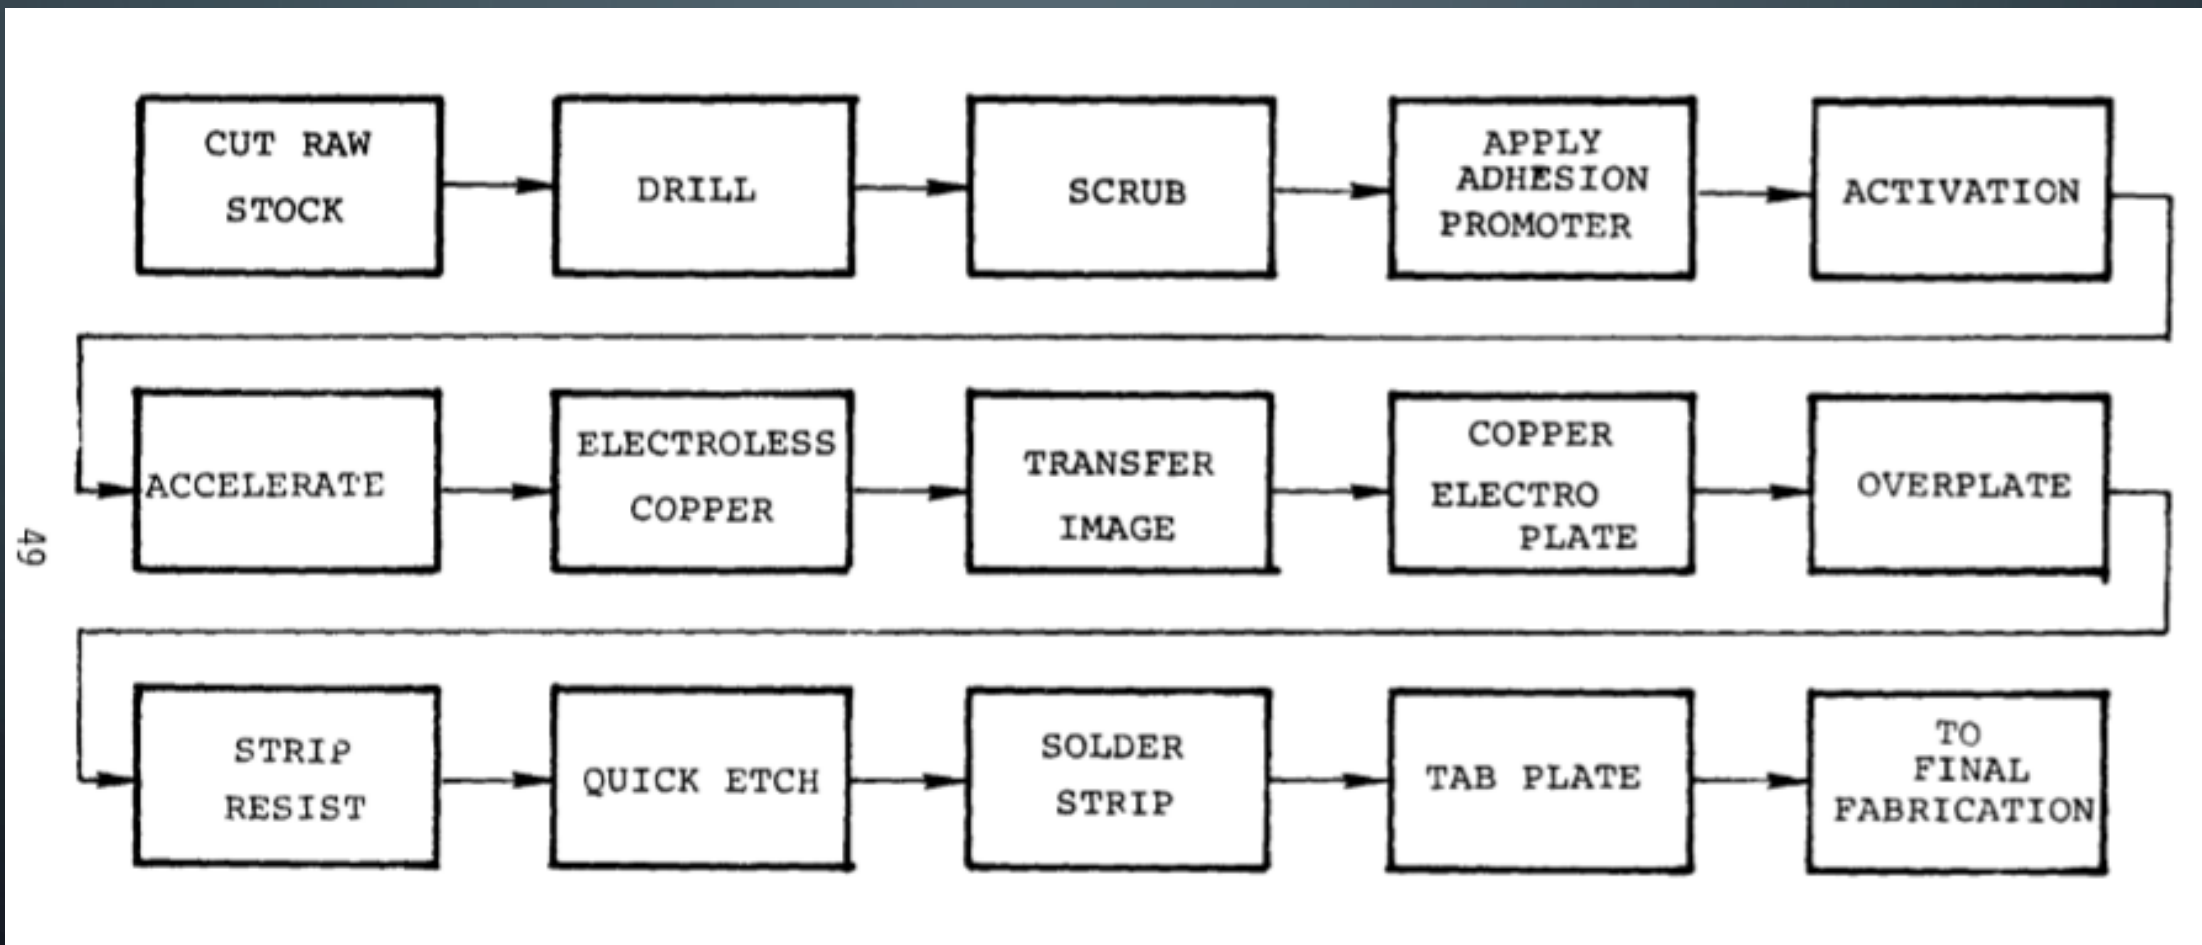 CUT RAW
STOCK
DRILL
SCRUB
APPLY
ADHESION
PROMOTER
ACTIVATION
ACCELERATE
ELECTROLESS
COPPER
TRANSFER
IMAGE
COPPER
ELECTRO
PLATE
OVERPLATE
STRIP
RESIST
QUICK ETCH
SOLDER
STRIP
TAB PLATE
TO
FINAL
FABRICATION
49